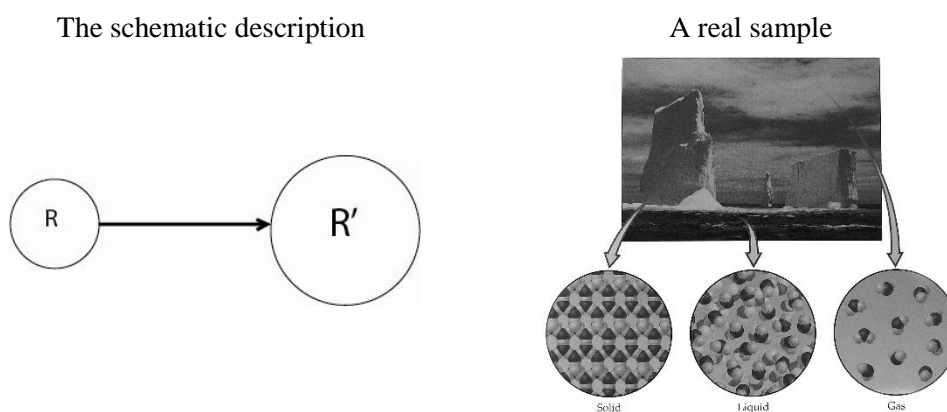 The schematic description
A real sample
R
R'
Solid
Liquid
Gas